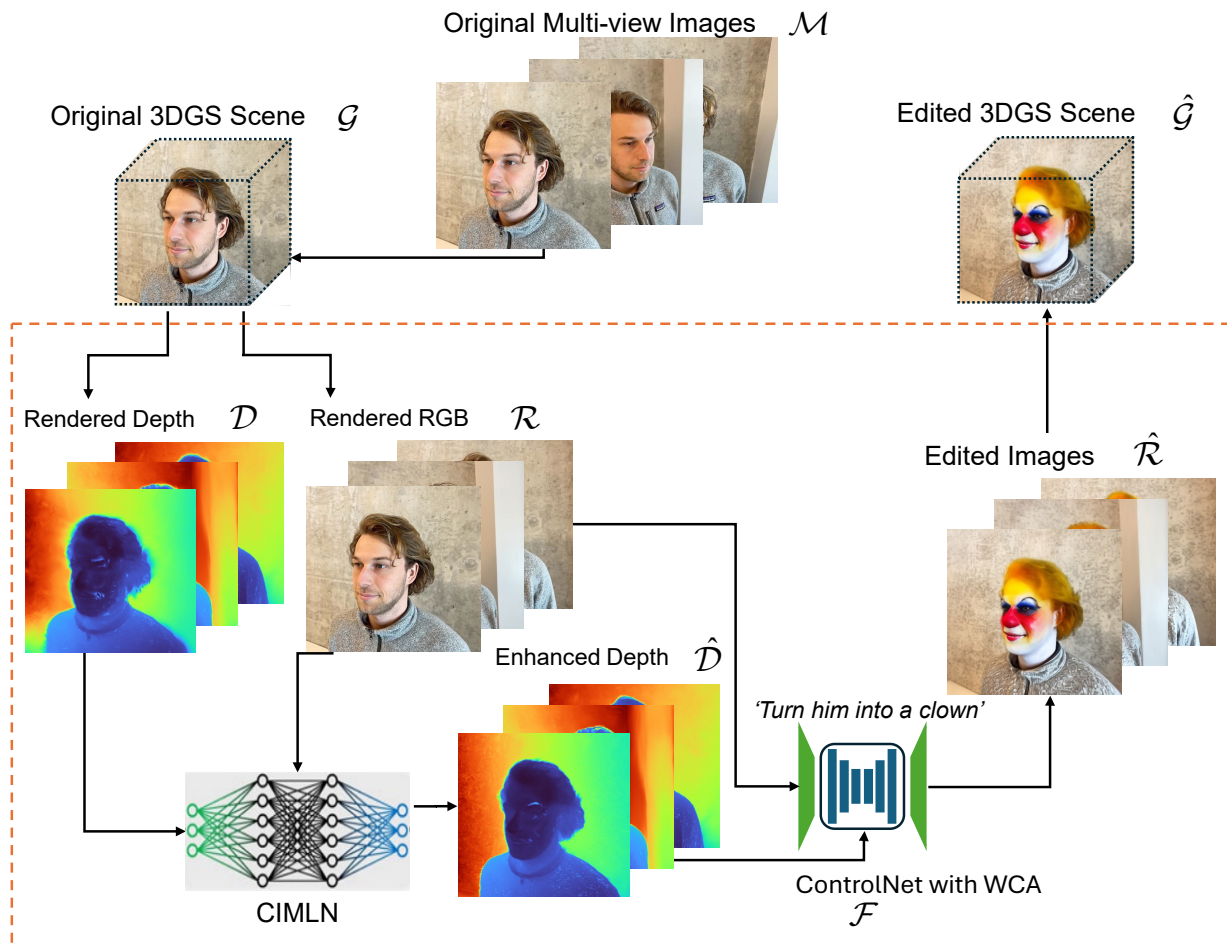 Original Multi-view Images 𝓜
Original 3DGS Scene 𝒢
Edited 3DGS Scene 𝒢̂
Rendered Depth 𝒟
Rendered RGB ℛ
Edited Images ℛ̂
Enhanced Depth 𝒟̂
‘Turn him into a clown’
CIMLN
ControlNet with WCA
ℱ